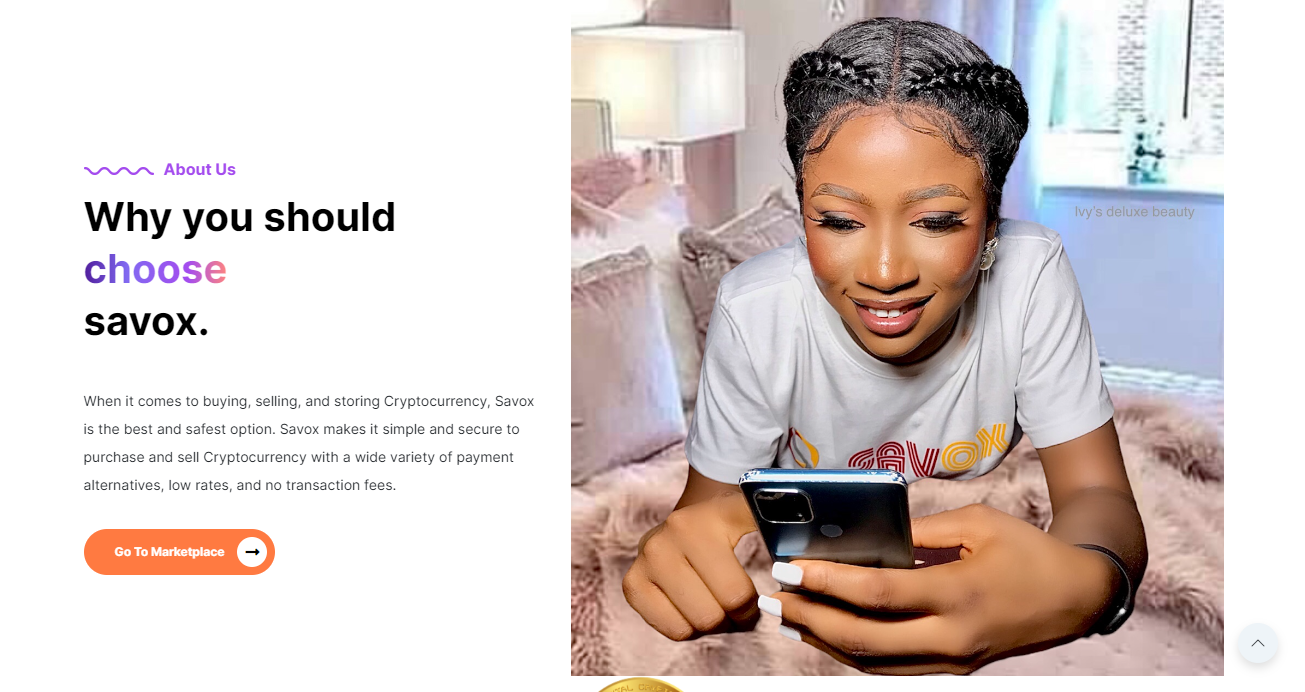 About Us
Why you should
choose
savox.
When it comes to buying, selling, and storing Cryptocurrency, Savox
is the best and safest option. Savox makes it simple and secure to
purchase and sell Cryptocurrency with a wide variety of payment
alternatives, low rates, and no transaction fees.
Go To Marketplace
Ivy's deluxe beauty
SAVOX